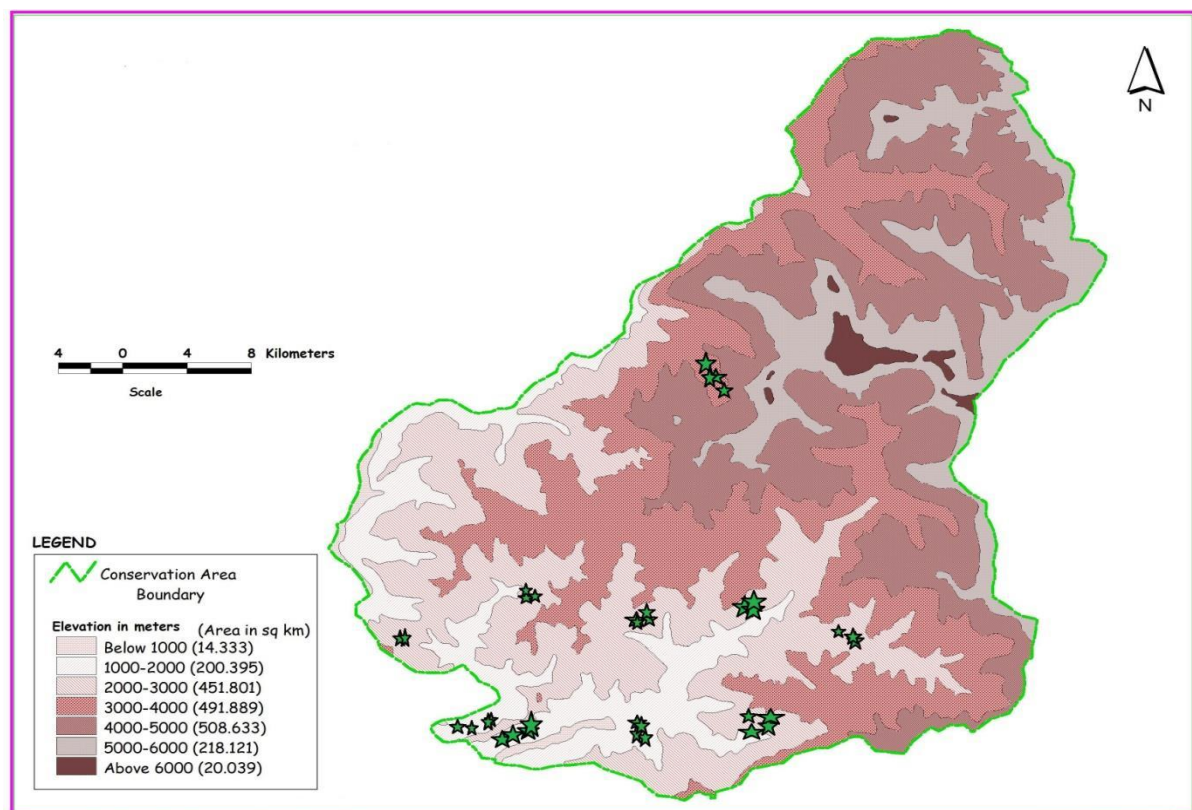 N
4 0 4 8 Kilometers
Scale
LEGEND
Conservation Area
Boundary
Elevation in meters (Area in sq km)
Below 1000 (14.333)
1000-2000 (200.395)
2000-3000 (451.801)
3000-4000 (491.889)
4000-5000 (508.633)
5000-6000 (218.121)
Above 6000 (20.039)